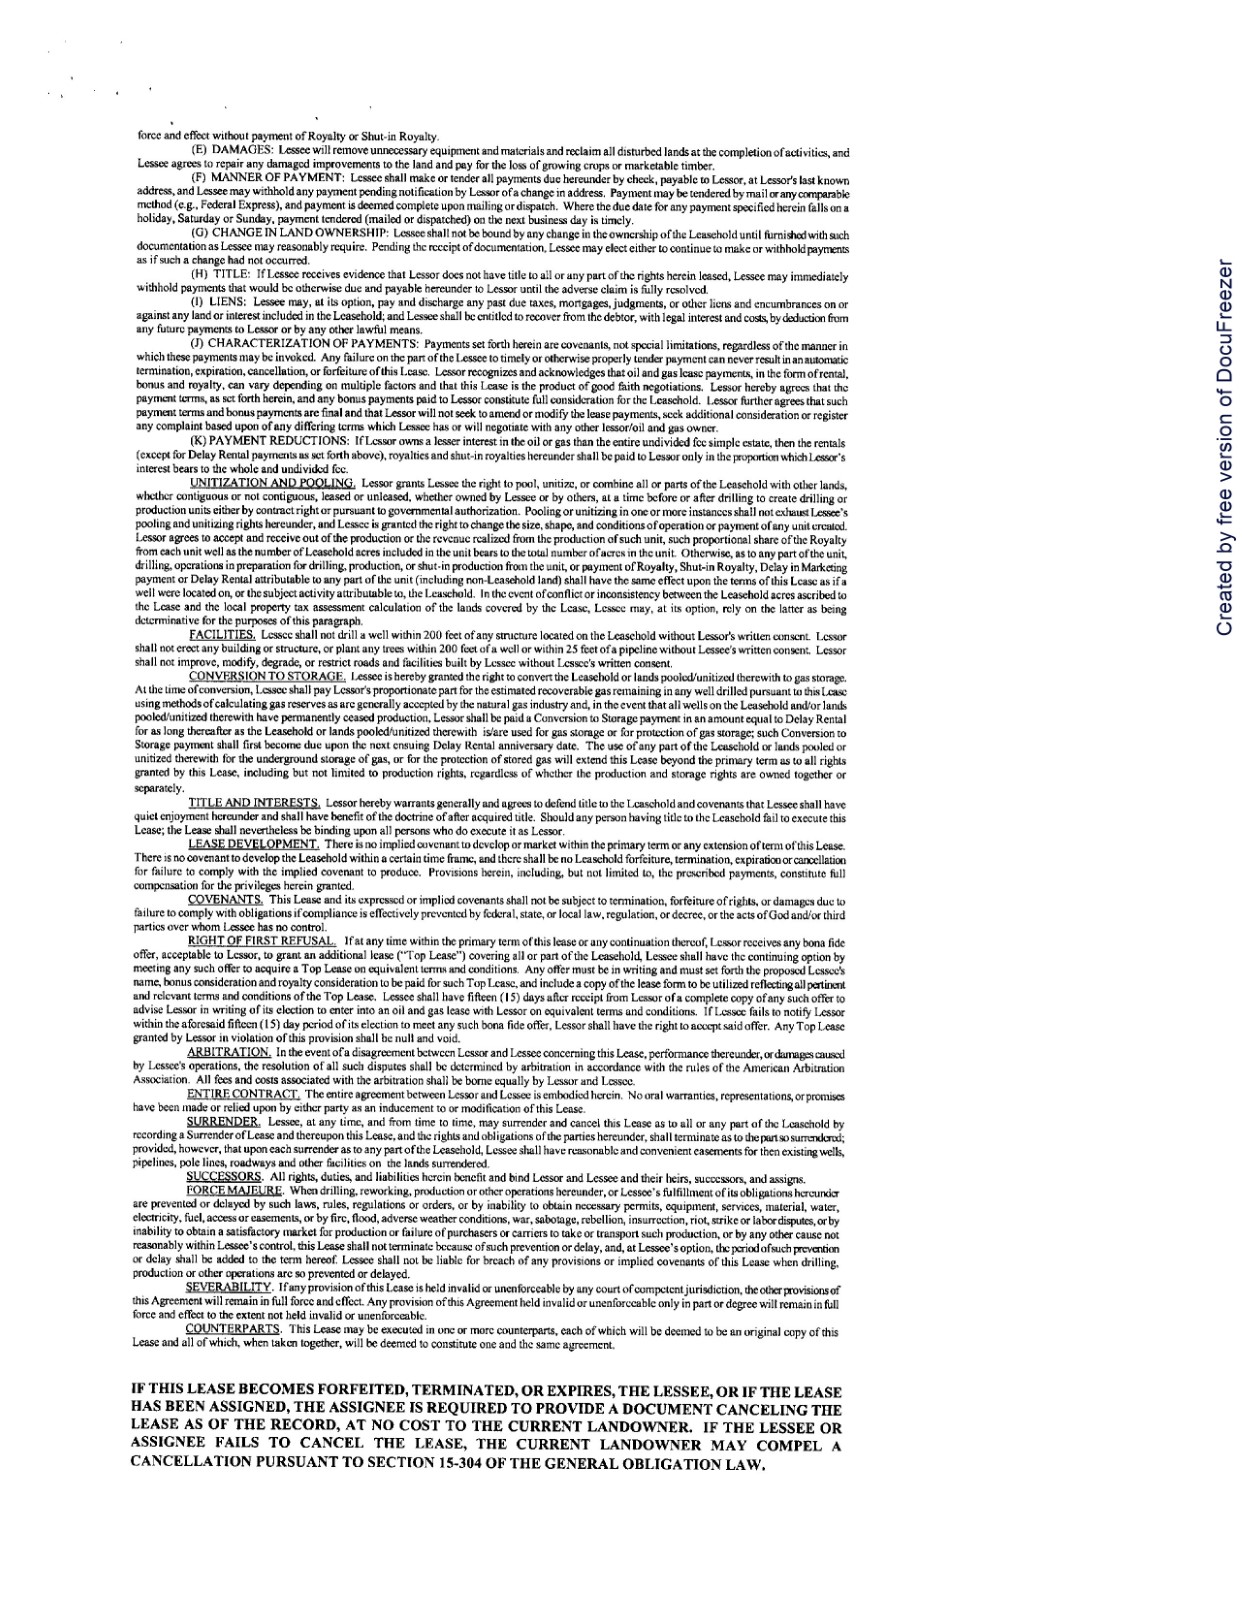 force and effect without payment of Royalty or Shut-in Royalty.
(E) DAMAGES: Lessee will remove unnecessary equipment and materials and reclaim all disturbed lands at the completion of activities, and
Lessee agrees to repair any damaged improvements to the land and pay for the loss of growing crops or marketable timber.
(F) MANNER OF PAYMENT: Lessee shall make or tender all payments due hereunder by check, payable to Lessor, at Lessor's last known
address, and Lessee may withhold any payment pending notification by Lessor of a change in address. Payment may be tendered by mail or any comparable
method (e.g., Federal Express), and payment is deemed complete upon mailing or dispatch. Where the due date for any payment specified herein falls on a
holiday, Saturday or Sunday, payment tendered (mailed or dispatched) on the next business day is timely.
(G) CHANGE IN LAND OWNERSHIP: Lessee shall not be bound by any change in the ownership of the Leasehold until furnished with such
documentation as Lessee may reasonably require. Pending the receipt of documentation, Lessee may elect either to continue to make or withhold payments
as if such a change had not occurred.
(H) TITLE: If Lessee receives evidence that Lessor does not have title to all or any part of the rights herein leased, Lessee may immediately
withhold payments that would be otherwise due and payable hereunder to Lessor until the adverse claim is fully resolved.
(I) LIENS: Lessee may, at its option, pay and discharge any past due taxes, mortgages, judgments, or other liens and encumbrances on or
against any land or interest included in the Leasehold; and Lessee shall be entitled to recover from the debtor, with legal interest and costs, by deduction from
any future payments to Lessor or by any other lawful means.
(J) CHARACTERIZATION OF PAYMENTS: Payments set forth herein are covenants, not special limitations, regardless of the manner in
which these payments may be invoked. Any failure on the part of the Lessee to timely or otherwise properly tender payment can never result in an automatic
termination, expiration, cancellation, or forfeiture of this Lease. Lessor recognizes and acknowledges that oil and gas lease payments, in the form of rental,
bonus and royalty, can vary depending on multiple factors and that this Lease is the product of good faith negotiations. Lessor hereby agrees that the
payment terms, as set forth herein, and any bonus payments paid to Lessor constitute full consideration for the Leasehold. Lessor further agrees that such
payment terms and bonus payments are final and that Lessor will not seek to amend or modify the lease payments, seek additional consideration or register
any complaint based upon of any differing terms which Lessee has or will negotiate with any other lessor/oil and gas owner.
(K) PAYMENT REDUCTIONS: If Lessor owns a lesser interest in the oil or gas than the entire undivided fee simple estate, then the rentals
(except for Delay Rental payments as set forth above), royalties and shut-in royalties hereunder shall be paid to Lessor only in the proportion which Lessor's
interest bears to the whole and undivided fee.
UNITIZATION AND POOLING. Lessor grants Lessee the right to pool, unitize, or combine all or parts of the Leasehold with other lands,
whether contiguous or not contiguous, leased or unleased, whether owned by Lessee or by others, at a time before or after drilling to create drilling or
production units either by contract right or pursuant to governmental authorization. Pooling or unitizing in one or more instances shall not exhaust Lessee's
pooling and unitizing rights hereunder, and Lessee is granted the right to change the size, shape, and conditions of operation or payment of any unit created.
Lessor agrees to accept and receive out of the production or the revenue realized from the production of such unit, such proportional share of the Royalty
from each unit well as the number of Leasehold acres included in the unit bears to the total number of acres in the unit. Otherwise, as to any part of the unit,
drilling, operations in preparation for drilling, production, or shut-in production from the unit, or payment of Royalty, Shut-in Royalty, Delay in Marketing
payment or Delay Rental attributable to any part of the unit (including non-Leasehold land) shall have the same effect upon the terms of this Lease as if a
well were located on, or the subject activity attributable to, the Leasehold. In the event of conflict or inconsistency between the Leasehold acres ascribed to
the Lease and the local property tax assessment calculation of the lands covered by the Lease, Lessee may, at its option, rely on the latter as being
determinative for the purposes of this paragraph.
FACILITIES. Lessee shall not drill a well within 200 feet of any structure located on the Leasehold without Lessor's written consent. Lessor
shall not erect any building or structure, or plant any trees within 200 feet of a well or within 25 feet of a pipeline without Lessee's written consent. Lessor
shall not improve, modify, degrade, or restrict roads and facilities built by Lessee without Lessee's written consent.
CONVERSION TO STORAGE. Lessee is hereby granted the right to convert the Leasehold or lands pooled/unitized therewith to gas storage.
At the time of conversion, Lessee shall pay Lessor's proportionate part for the estimated recoverable gas remaining in any well drilled pursuant to this Lease
using methods of calculating gas reserves as are generally accepted by the natural gas industry and, in the event that all wells on the Leasehold and/or lands
pooled/unitized therewith have permanently ceased production, Lessor shall be paid a Conversion to Storage payment in an amount equal to Delay Rental
for as long thereafter as the Leasehold or lands pooled/unitized therewith is/are used for gas storage or for protection of gas storage; such Conversion to
Storage payment shall first become due upon the next ensuing Delay Rental anniversary date. The use of any part of the Leasehold or lands pooled or
unitized therewith for the underground storage of gas, or for the protection of stored gas will extend this Lease beyond the primary term as to all rights
granted by this Lease, including but not limited to production rights, regardless of whether the production and storage rights are owned together or
separately.
TITLE AND INTERESTS. Lessor hereby warrants generally and agrees to defend title to the Leasehold and covenants that Lessee shall have
quiet enjoyment hereunder and shall have benefit of the doctrine of after acquired title. Should any person having title to the Leasehold fail to execute this
Lease; the Lease shall nevertheless be binding upon all persons who do execute it as Lessor.
LEASE DEVELOPMENT. There is no implied covenant to develop or market within the primary term or any extension of term of this Lease.
There is no covenant to develop the Leasehold within a certain time frame, and there shall be no Leasehold forfeiture, termination, expiration or cancellation
for failure to comply with the implied covenant to produce. Provisions herein, including, but not limited to, the prescribed payments, constitute full
compensation for the privileges herein granted.
COVENANTS. This Lease and its expressed or implied covenants shall not be subject to termination, forfeiture of rights, or damages due to
failure to comply with obligations if compliance is effectively prevented by federal, state, or local law, regulation, or decree, or the acts of God and/or third
parties over whom Lessee has no control.
RIGHT OF FIRST REFUSAL. If at any time within the primary term of this lease or any continuation thereof, Lessor receives any bona fide
offer, acceptable to Lessor, to grant an additional lease ("Top Lease") covering all or part of the Leasehold, Lessee shall have the continuing option by
meeting any such offer to acquire a Top Lease on equivalent terms and conditions. Any offer must be in writing and must set forth the proposed Lessee's
name, bonus consideration and royalty consideration to be paid for such Top Lease, and include a copy of the lease form to be utilized reflecting all pertinent
and relevant terms and conditions of the Top Lease. Lessee shall have fifteen (15) days after receipt from Lessor of a complete copy of any such offer to
advise Lessor in writing of its election to enter into an oil and gas lease with Lessor on equivalent terms and conditions. If Lessee fails to notify Lessor
within the aforesaid fifteen (15) day period of its election to meet any such bona fide offer, Lessor shall have the right to accept said offer. Any Top Lease
granted by Lessor in violation of this provision shall be null and void.
ARBITRATION. In the event of a disagreement between Lessor and Lessee concerning this Lease, performance thereunder, or damages caused
by Lessee's operations, the resolution of all such disputes shall be determined by arbitration in accordance with the rules of the American Arbitration
Association. All fees and costs associated with the arbitration shall be borne equally by Lessor and Lessee.
ENTIRE CONTRACT. The entire agreement between Lessor and Lessee is embodied herein. No oral warranties, representations, or promises
have been made or relied upon by either party as an inducement to or modification of this Lease.
SURRENDER. Lessee, at any time, and from time to time, may surrender and cancel this Lease as to all or any part of the Leasehold by
recording a Surrender of Lease and thereupon this Lease, and the rights and obligations of the parties hereunder, shall terminate as to the part so surrendered;
provided, however, that upon each surrender as to any part of the Leasehold, Lessee shall have reasonable and convenient easements for then existing wells,
pipelines, pole lines, roadways and other facilities on the lands surrendered.
SUCCESSORS. All rights, duties, and liabilities herein benefit and bind Lessor and Lessee and their heirs, successors, and assigns.
FORCE MAJEURE. When drilling, reworking, production or other operations hereunder, or Lessee's fulfillment of its obligations hereunder
are prevented or delayed by such laws, rules, regulations or orders, or by inability to obtain necessary permits, equipment, services, material, water,
electricity, fuel, access or easements, or by fire, flood, adverse weather conditions, war, sabotage, rebellion, insurrection, riot, strike or labor disputes, or by
inability to obtain a satisfactory market for production or failure of purchasers or carriers to take or transport such production, or by any other cause not
reasonably within Lessee's control, this Lease shall not terminate because of such prevention or delay, and, at Lessee's option, the period of such prevention
or delay shall be added to the term hereof. Lessee shall not be liable for breach of any provisions or implied covenants of this Lease when drilling,
production or other operations are so prevented or delayed.
SEVERABILITY. If any provision of this Lease is held invalid or unenforceable by any court of competent jurisdiction, the other provisions of
this Agreement will remain in full force and effect. Any provision of this Agreement held invalid or unenforceable only in part or degree will remain in full
force and effect to the extent not held invalid or unenforceable.
COUNTERPARTS. This Lease may be executed in one or more counterparts, each of which will be deemed to be an original copy of this
Lease and all of which, when taken together, will be deemed to constitute one and the same agreement.
IF THIS LEASE BECOMES FORFEITED, TERMINATED, OR EXPIRES, THE LESSEE, OR IF THE LEASE
HAS BEEN ASSIGNED, THE ASSIGNEE IS REQUIRED TO PROVIDE A DOCUMENT CANCELING THE
LEASE AS OF THE RECORD, AT NO COST TO THE CURRENT LANDOWNER. IF THE LESSEE OR
ASSIGNEE FAILS TO CANCEL THE LEASE, THE CURRENT LANDOWNER MAY COMPEL A
CANCELLATION PURSUANT TO SECTION 15-304 OF THE GENERAL OBLIGATION LAW.
Created by free version of DocuFreezer